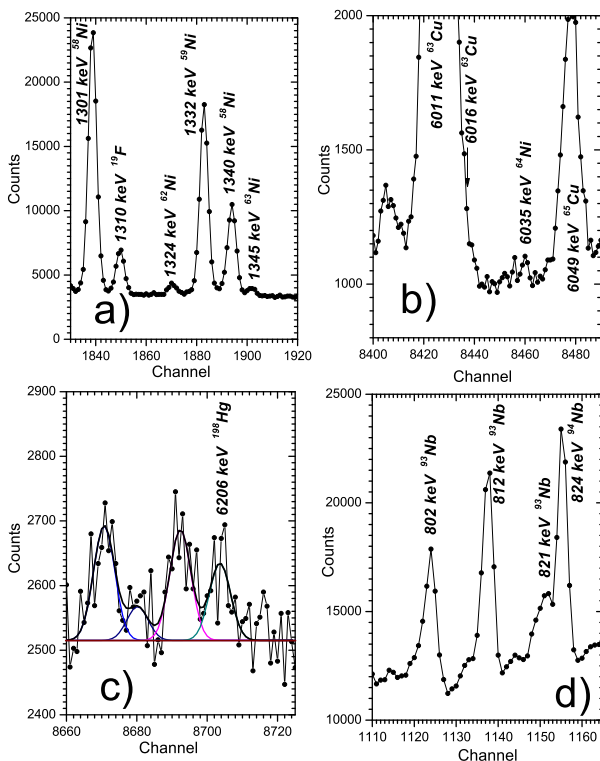 25000
20000
15000
10000
5000
0
Counts
1301 keV ⁵⁸Ni
1310 keV ¹⁹F
1324 keV ⁶²Ni
1332 keV ⁵⁹Ni
1340 keV ⁵⁸Ni
1345 keV ⁶³Ni
a)
1840 1860 1880 1900 1920
Channel
2000
1500
1000
Counts
6011 keV ⁶³Cu
6016 keV ⁶³Cu
6035 keV ⁶⁴Ni
6049 keV ⁶⁵Cu
b)
8400 8420 8440 8460 8480
Channel
2900
2800
2700
2600
2500
2400
Counts
6206 keV ¹⁹⁸Hg
c)
8660 8680 8700 8720
Channel
25000
20000
15000
10000
Counts
802 keV ⁹³Nb
812 keV ⁹³Nb
821 keV ⁹³Nb
824 keV ⁹⁴Nb
d)
1110 1120 1130 1140 1150 1160
Channel